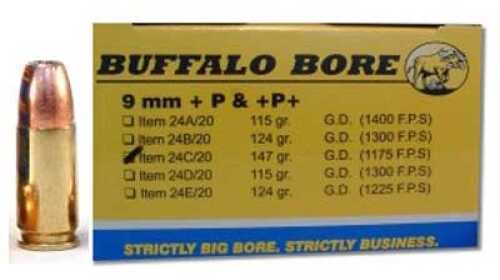 BUFFALO BORE
9 mm + P & +P+
Item 24A/20 115 gr. G.D. (1400 F.P.S)
Item 24B/20 124 gr. G.D. (1300 F.P.S)
Item 24C/20 147 gr. G.D. (1175 F.P.S)
Item 24D/20 115 gr. G.D. (1300 F.P.S)
Item 24E/20 124 gr. G.D. (1225 F.P.S)
STRICTLY BIG BORE. STRICTLY BUSINESS.